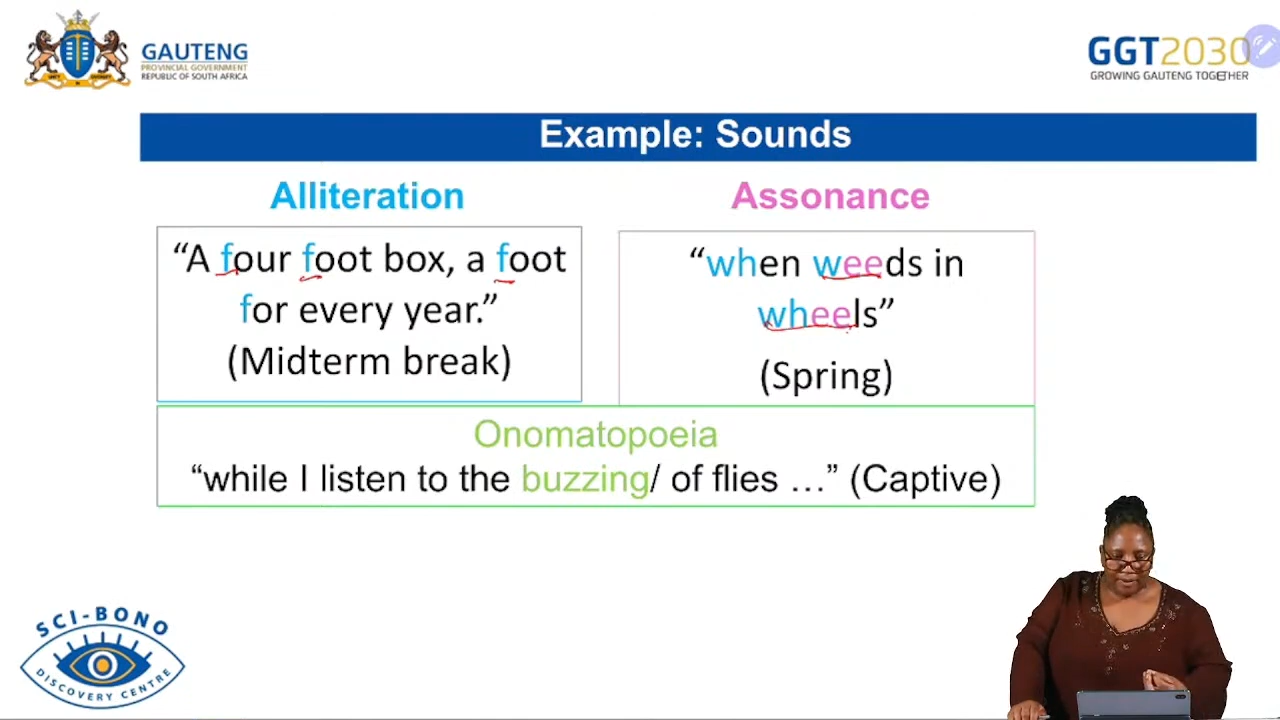 GAUTENG
PROVINCIAL GOVERNMENT
REPUBLIC OF SOUTH AFRICA
GGT2030
GROWING GAUTENG TOGETHER
Example: Sounds
Alliteration
“A four foot box, a foot
for every year.”
(Midterm break)
Assonance
“when weeds in
wheels”
(Spring)
Onomatopoeia
“while I listen to the buzzing/ of flies …” (Captive)
SCI-BONO
DISCOVERY CENTRE